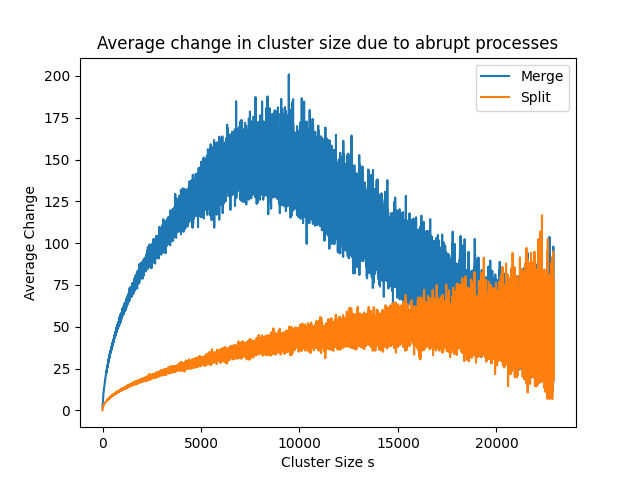 Average change in cluster size due to abrupt processes
Merge
Split
200
175
150
125
100
75
50
25
0
Average Change
0
5000
10000
15000
20000
Cluster Size s